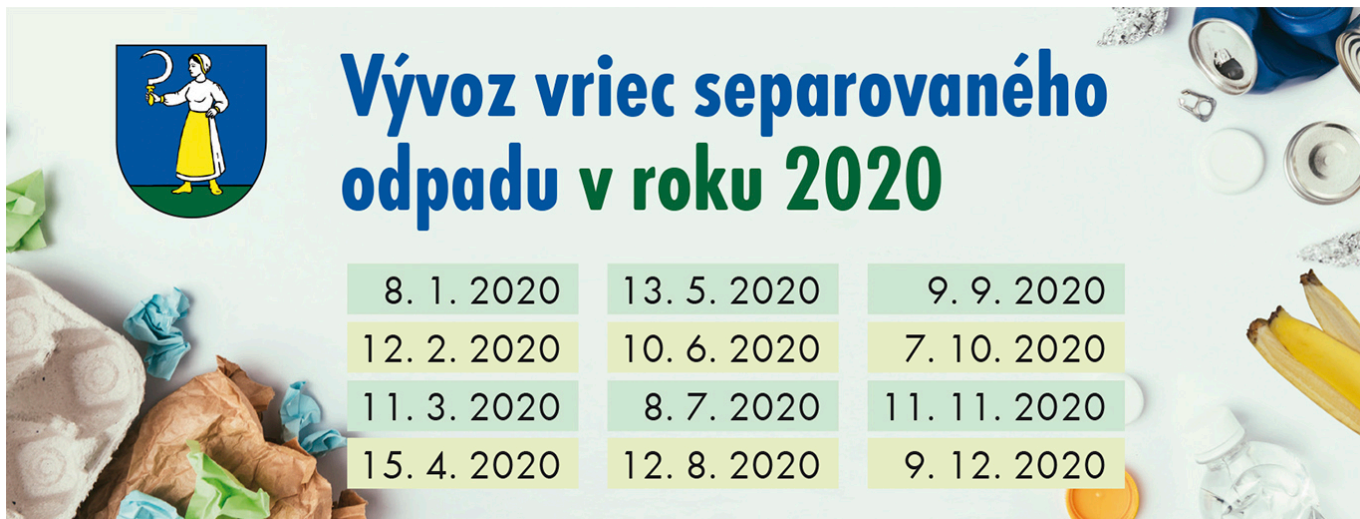 Vývoz vriec separovaného
odpadu v roku 2020
8. 1. 2020
12. 2. 2020
11. 3. 2020
15. 4. 2020
13. 5. 2020
10. 6. 2020
8. 7. 2020
12. 8. 2020
9. 9. 2020
7. 10. 2020
11. 11. 2020
9. 12. 2020